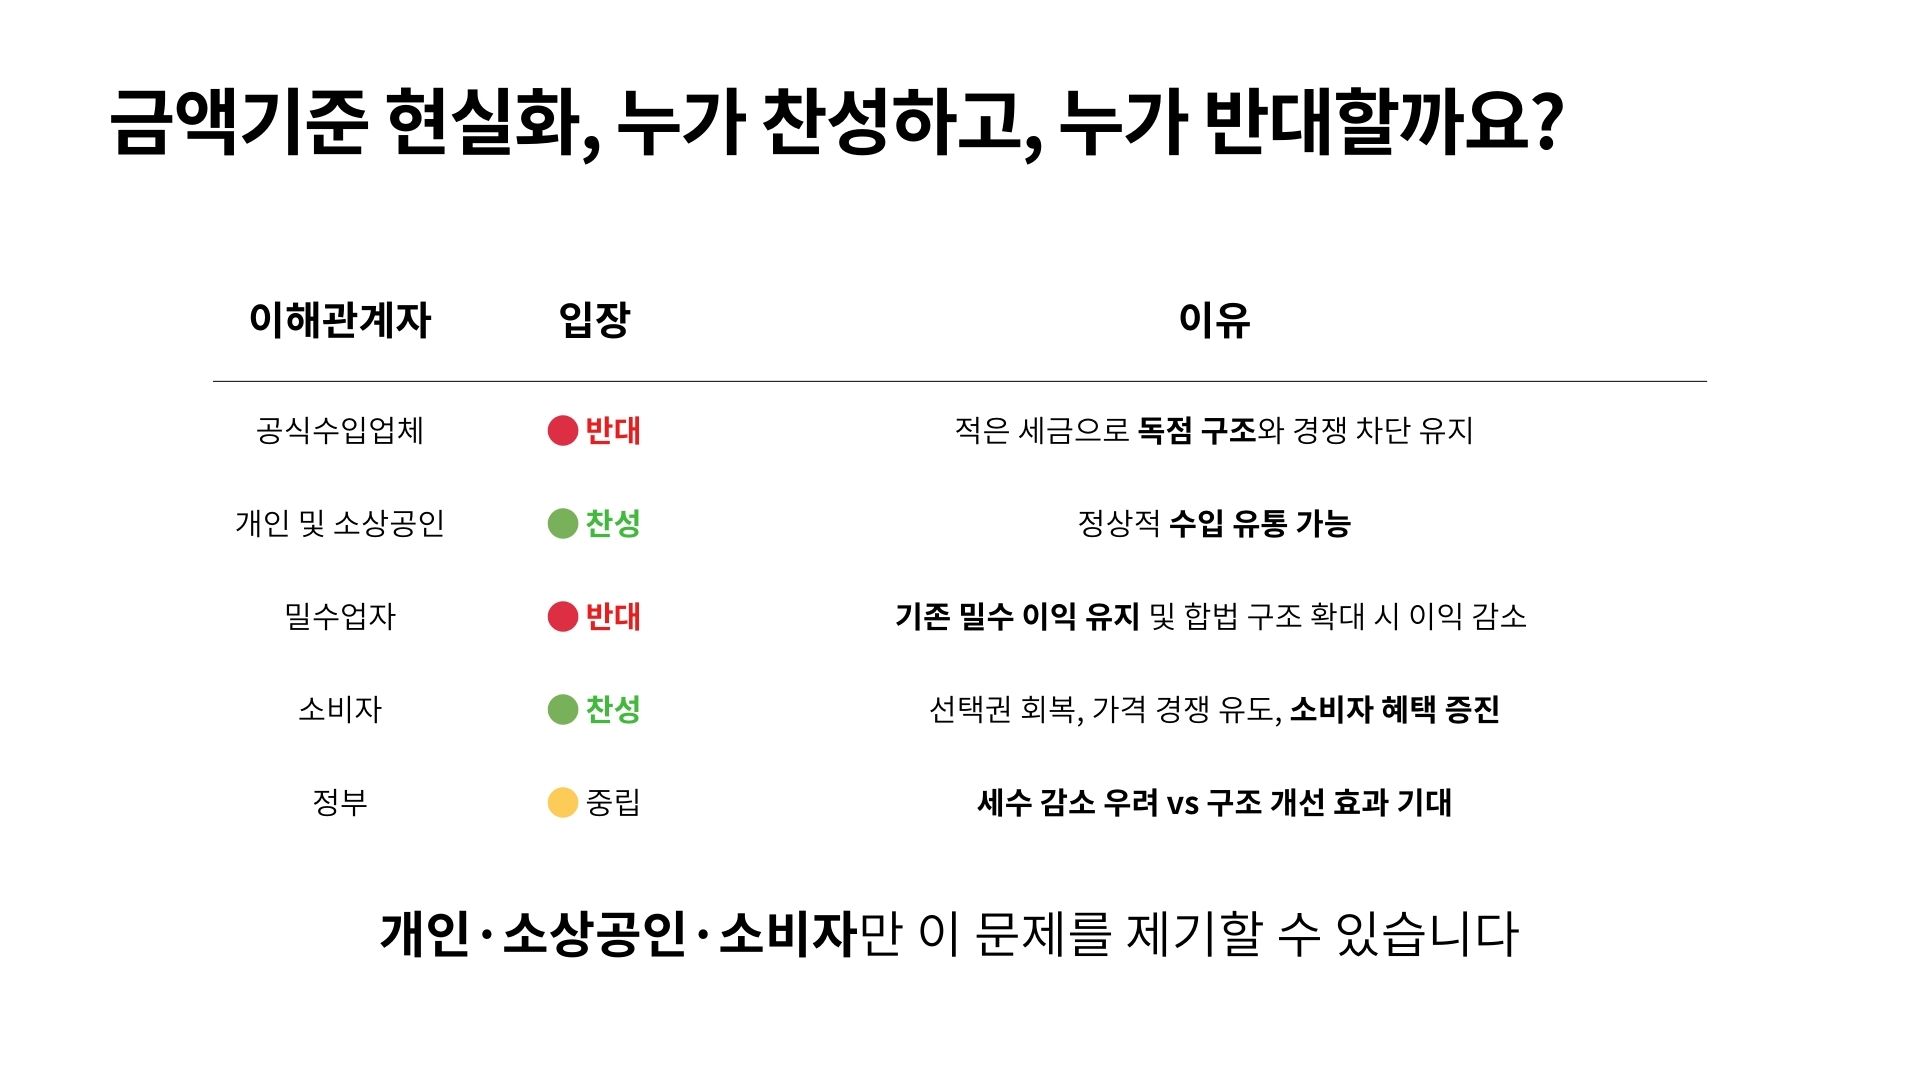 금액기준 현실화, 누가 찬성하고, 누가 반대할까요?
이해관계자 입장 이유
공식수입업체 반대 적은 세금으로 독점 구조와 경쟁 차단 유지
개인 및 소상공인 찬성 정상적 수입 유통 가능
밀수업자 반대 기존 밀수 이익 유지 및 합법 구조 확대 시 이익 감소
소비자 찬성 선택권 회복, 가격 경쟁 유도, 소비자 혜택 증진
정부 중립 세수 감소 우려 vs 구조 개선 효과 기대
개인·소상공인·소비자만 이 문제를 제기할 수 있습니다